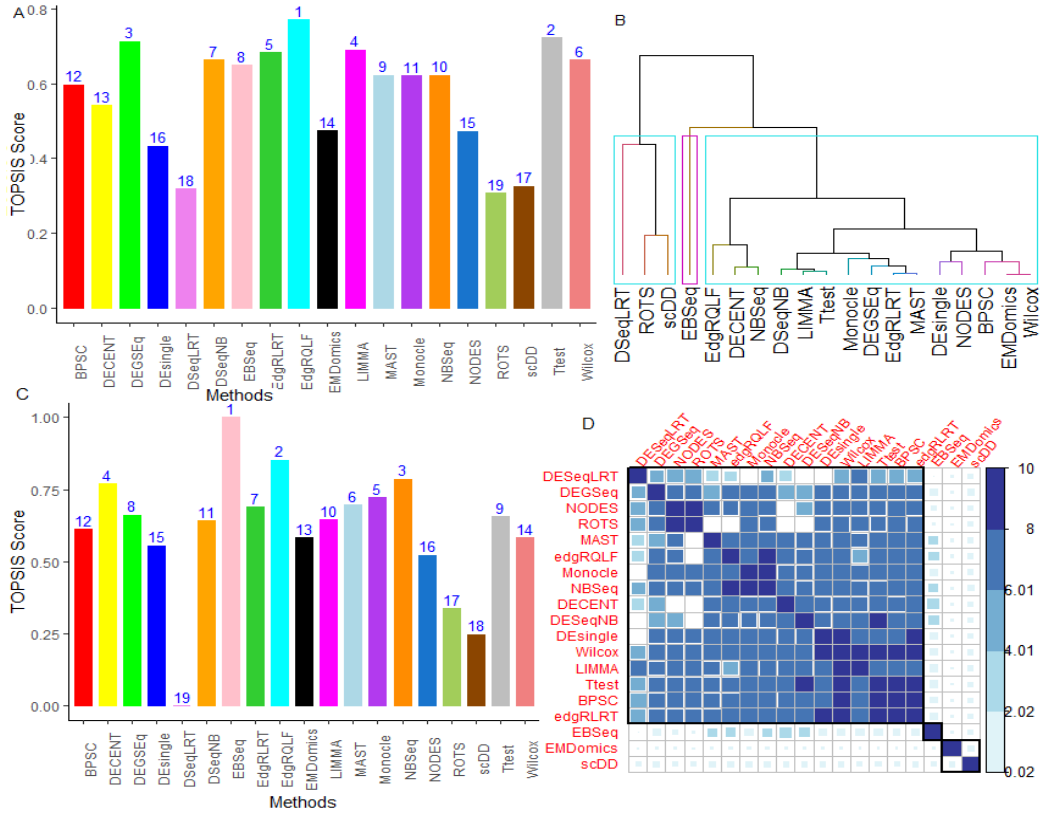 A
TOPSIS Score
0.8
0.6
0.4
0.2
0.0
12
13
3
16
18
7
8
5
1
14
4
9
11
10
15
19
17
2
6
BPSC
DECENT
DEGSEq
DEsingle
DSeqLRT
DSeqNB
EBSeq
EdgRLRT
EdgRQLF
EMDomics
LIMMA
MAST
Monocle
NBSeq
NODES
ROTS
scDD
Ttest
Wilcox
Methods
B
DSeqLRT
ROTS
scDD
EBSeq
EdgRQLF
DECENT
NBSeq
DSeqNB
LIMMA
Ttest
Monocle
DEGSEq
EdgRLRT
MAST
DEsingle
NODES
BPSC
EMDomics
Wilcox
C
TOPSIS Score
1.00
0.75
0.50
0.25
0.00
12
4
8
15
19
11
1
7
2
13
10
6
5
3
16
17
18
9
14
BPSC
DECENT
DEGSEq
DEsingle
DSeqLRT
DSeqNB
EBSeq
EdgRLRT
EdgRQLF
EMDomics
LIMMA
MAST
Monocle
NBSeq
NODES
ROTS
scDD
Ttest
Wilcox
Methods
D
DESeqLRT
DEGSeq
NODES
ROTS
MAST
edgRQLF
Monocle
NBSeq
DECENT
DESeqNB
DEsingle
Wilcox
LIMMA
Ttest
BPSC
edgRLRT
EBSeq
EMDomics
scDD
DESeqLRT
DEGSeq
NODES
ROTS
MAST
edgRQLF
Monocle
NBSeq
DECENT
DESeqNB
DEsingle
Wilcox
LIMMA
Ttest
BPSC
edgRLRT
EBSeq
EMDomics
scDD
10
8
6.01
4.01
2.02
0.02